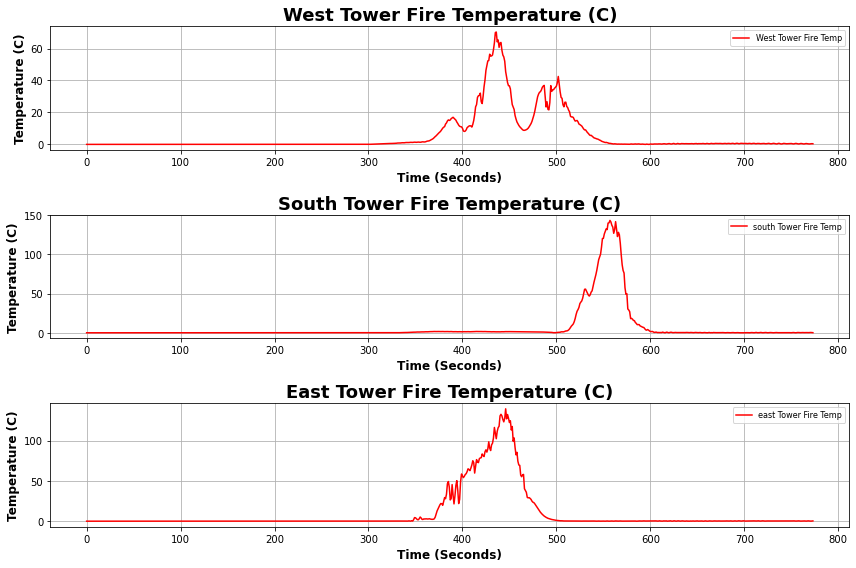 West Tower Fire Temperature (C)
Temperature (C)
60
40
20
0
West Tower Fire Temp
0 100 200 300 400 500 600 700 800
Time (Seconds)
South Tower Fire Temperature (C)
Temperature (C)
150
100
50
0
south Tower Fire Temp
0 100 200 300 400 500 600 700 800
Time (Seconds)
East Tower Fire Temperature (C)
Temperature (C)
100
50
0
east Tower Fire Temp
0 100 200 300 400 500 600 700 800
Time (Seconds)